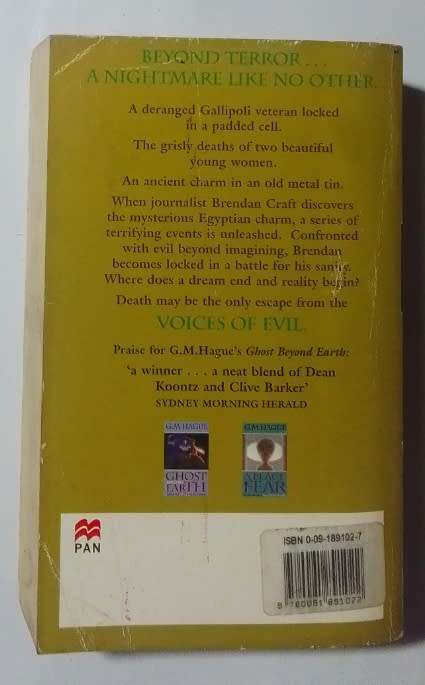 BEYOND TERROR . . .
A NIGHTMARE LIKE NO OTHER.
A deranged Gallipoli veteran locked
in a padded cell.
The grisly deaths of two beautiful
young women.
An ancient charm in an old metal tin.
When journalist Brendan Craft discovers
the mysterious Egyptian charm, a series of
terrifying events is unleashed. Confronted
with evil beyond imagining, Brendan
becomes locked in a battle for his sanity.
Where does a dream end and reality begin?
Death may be the only escape from the
VOICES OF EVIL.
Praise for G.M.Hague's Ghost Beyond Earth:
'a winner . . . a neat blend of Dean
Koontz and Clive Barker'
SYDNEY MORNING HERALD
G.M. HAGUE
GHOST
EARTH
G.M. HAGUE
A PLACE
FEAR
PAN
ISBN 0-09-189102-7
9 780091 891022